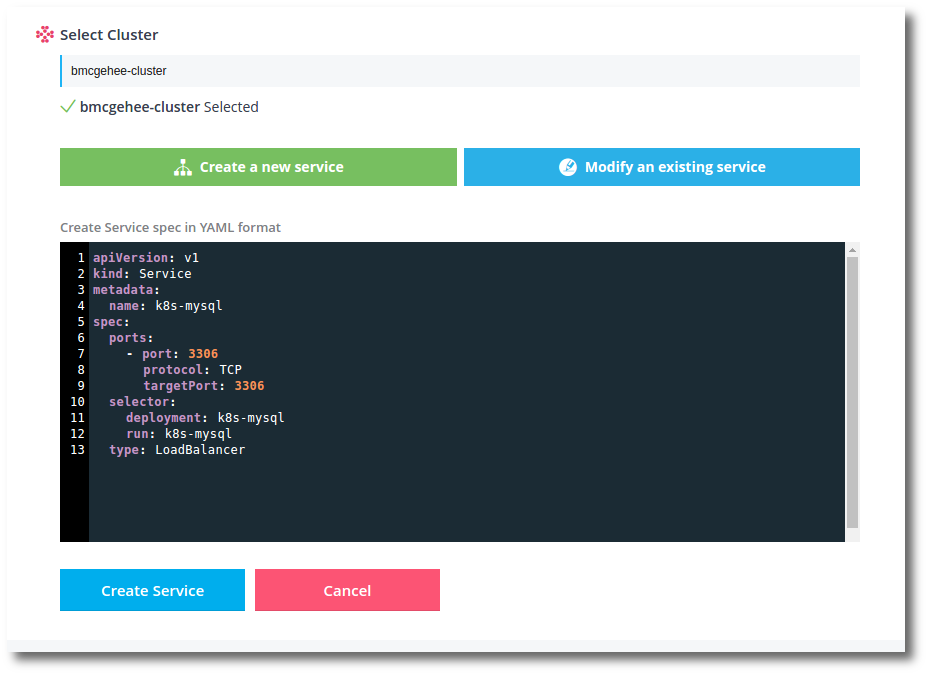 Select Cluster
bmcgehee-cluster
bmcgehee-cluster Selected
Create a new service
Modify an existing service
Create Service spec in YAML format
1 apiVersion: v1
2 kind: Service
3 metadata:
4   name: k8s-mysql
5 spec:
6   ports:
7     - port: 3306
8       protocol: TCP
9       targetPort: 3306
10   selector:
11     deployment: k8s-mysql
12     run: k8s-mysql
13   type: LoadBalancer
Create Service
Cancel